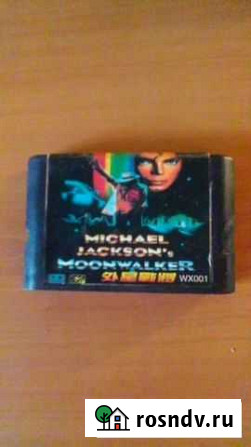 MICHAEL
JACKSON'S
MOONWALKER
WX001
rosndv.ru